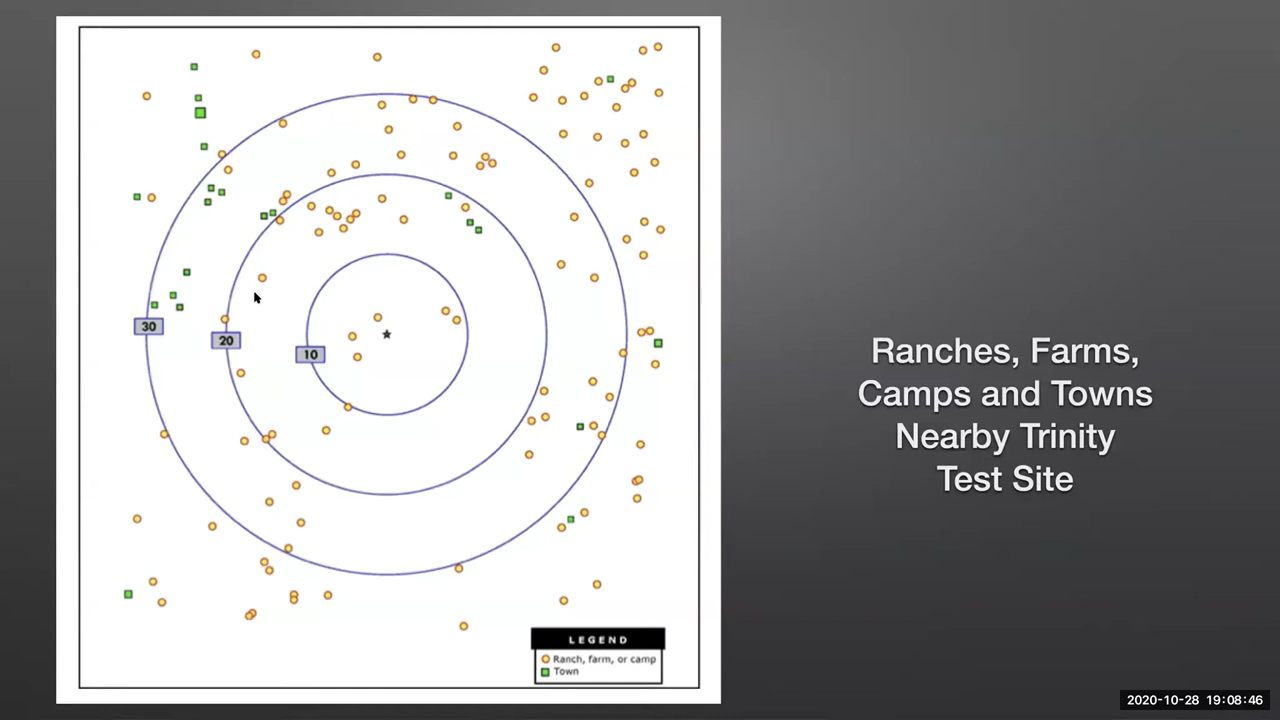 30
20
10
Ranches, Farms,
Camps and Towns
Nearby Trinity
Test Site
LEGEND
Ranch, farm, or camp
Town
2020-10-28 19:08:46